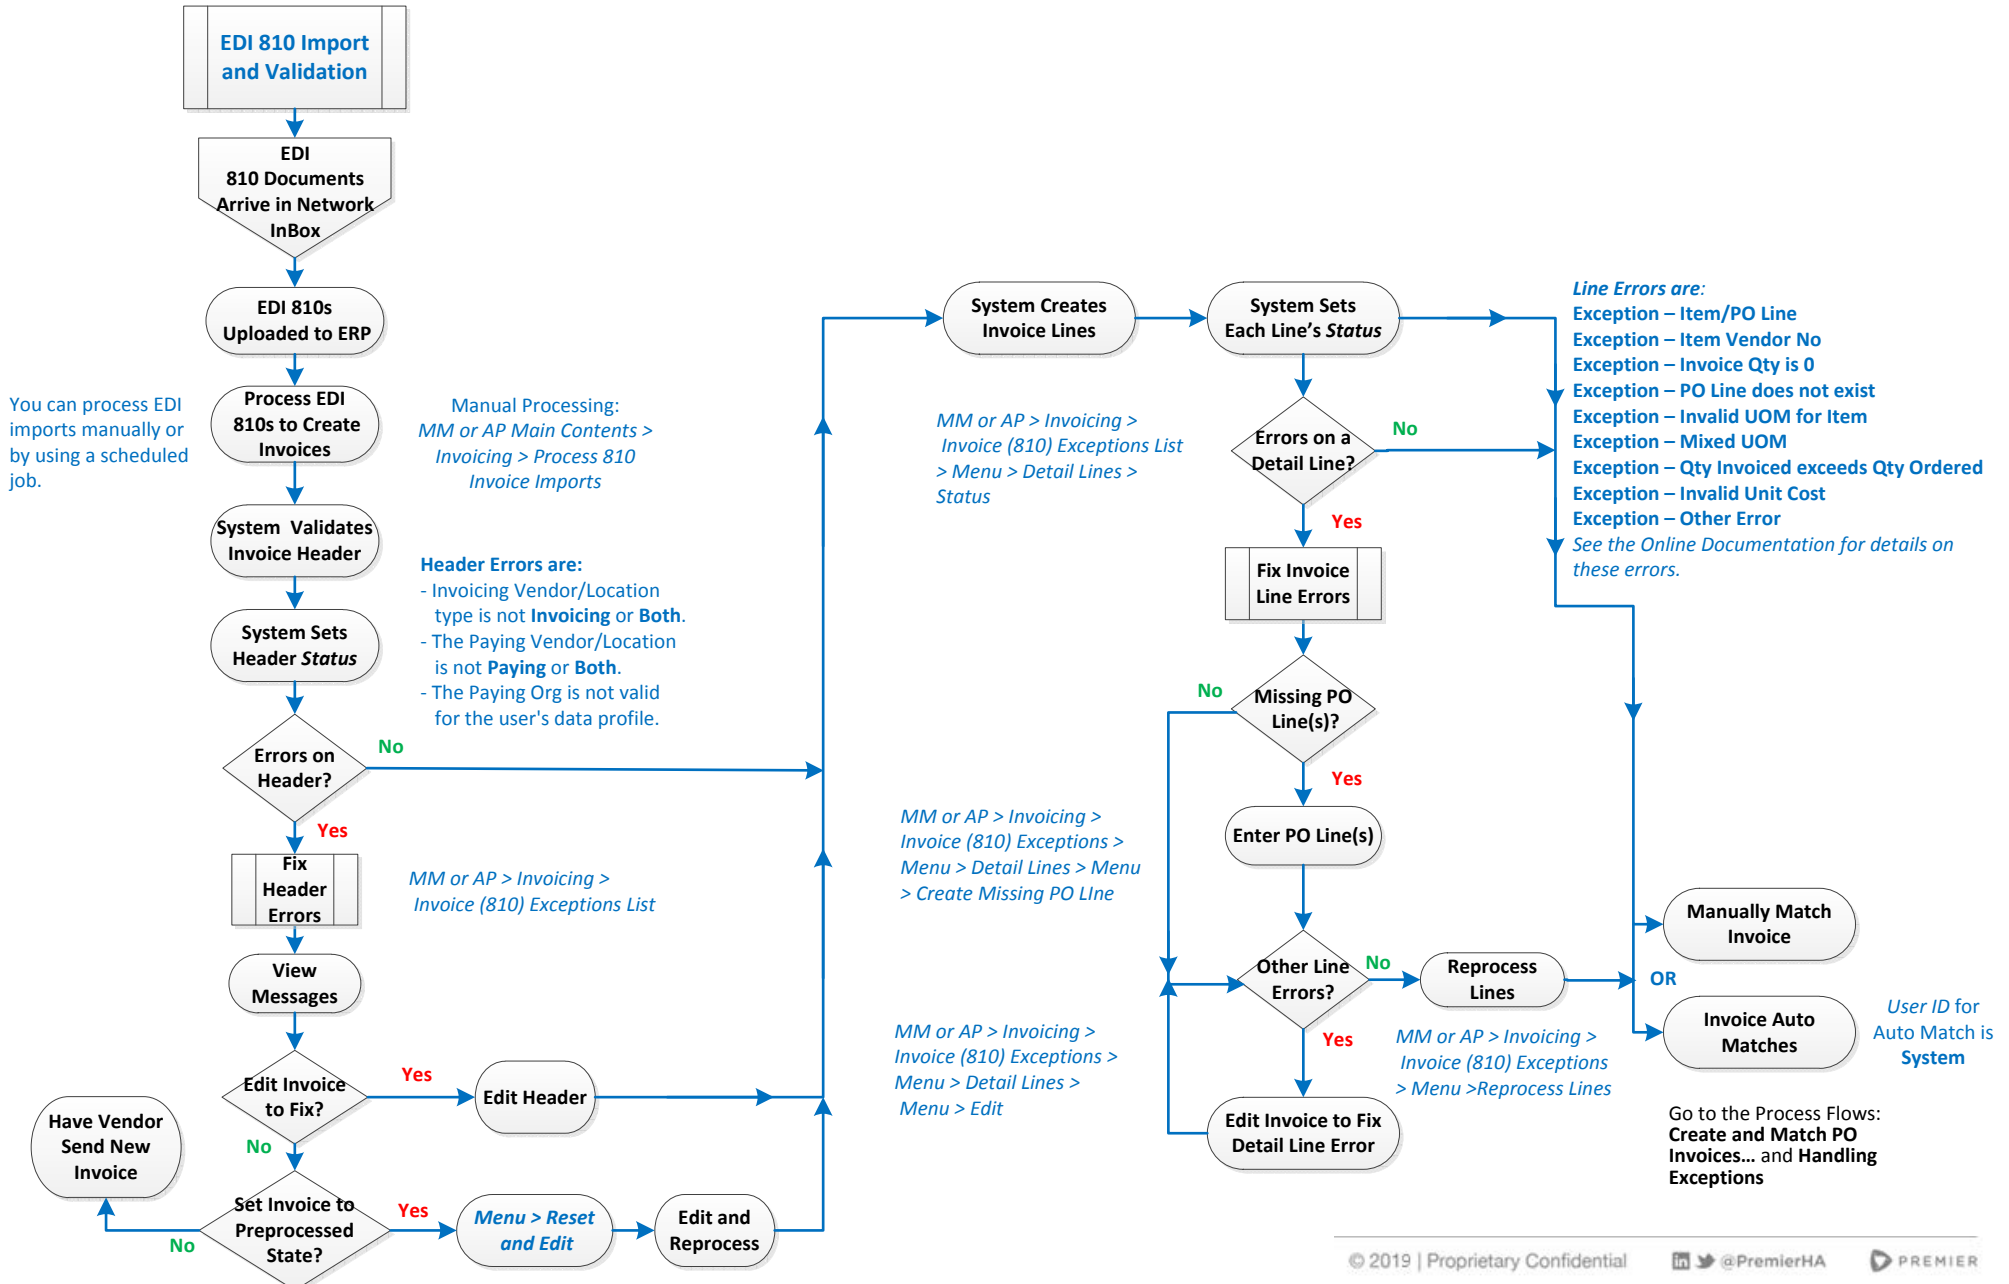 EDI 810 Import
and Validation
EDI
810 Documents
Arrive in Network
InBox
EDI 810s
Uploaded to ERP
You can process EDI
imports manually or
by using a scheduled
job.
Process EDI
810s to Create
Invoices
Manual Processing:
MM or AP Main Contents >
Invoicing > Process 810
Invoice Imports
System Validates
Invoice Header
System Sets
Header Status
Header Errors are:
- Invoicing Vendor/Location
type is not Invoicing or Both.
- The Paying Vendor/Location
is not Paying or Both.
- The Paying Org is not valid
for the user's data profile.
Errors on
Header?
No
Yes
Fix
Header
Errors
MM or AP > Invoicing >
Invoice (810) Exceptions List
View
Messages
Edit Invoice
to Fix?
Yes
Edit Header
No
Have Vendor
Send New
Invoice
Set Invoice to
Preprocessed
State?
No
Yes
Menu > Reset
and Edit
Edit and
Reprocess
System Creates
Invoice Lines
System Sets
Each Line's Status
MM or AP > Invoicing >
Invoice (810) Exceptions List
> Menu > Detail Lines >
Status
Errors on a
Detail Line?
No
Yes
Line Errors are:
Exception – Item/PO Line
Exception – Item Vendor No
Exception – Invoice Qty is 0
Exception – PO Line does not exist
Exception – Invalid UOM for Item
Exception – Mixed UOM
Exception – Qty Invoiced exceeds Qty Ordered
Exception – Invalid Unit Cost
Exception – Other Error
See the Online Documentation for details on
these errors.
Fix Invoice
Line Errors
Missing PO
Line(s)?
No
Yes
MM or AP > Invoicing >
Invoice (810) Exceptions >
Menu > Detail Lines > Menu
> Create Missing PO LIne
Enter PO Line(s)
Other Line
Errors?
No
Reprocess
Lines
Yes
MM or AP > Invoicing >
Invoice (810) Exceptions >
Menu > Detail Lines >
Menu > Edit
MM or AP > Invoicing >
Invoice (810) Exceptions
> Menu >Reprocess Lines
Edit Invoice to Fix
Detail Line Error
Manually Match
Invoice
OR
Invoice Auto
Matches
User ID for
Auto Match is
System
Go to the Process Flows:
Create and Match PO
Invoices... and Handling
Exceptions
© 2019 | Proprietary Confidential
in @PremierHA
PREMIER